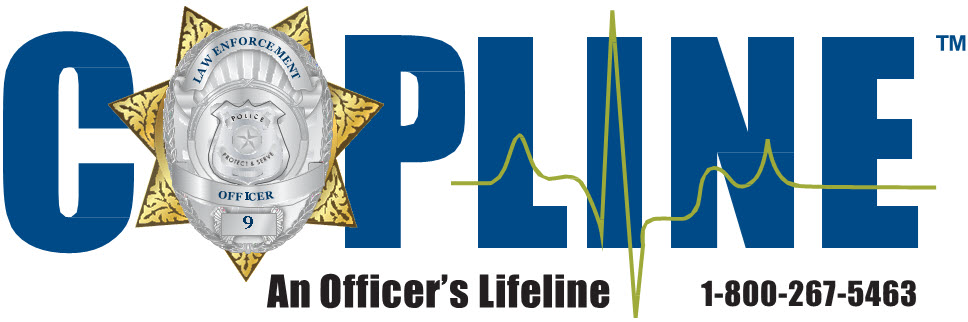 COPLINE™
LAW ENFORCEMENT
POLICE
PROTECT & SERVE
OFFICER
9
An Officer's Lifeline
1-800-267-5463